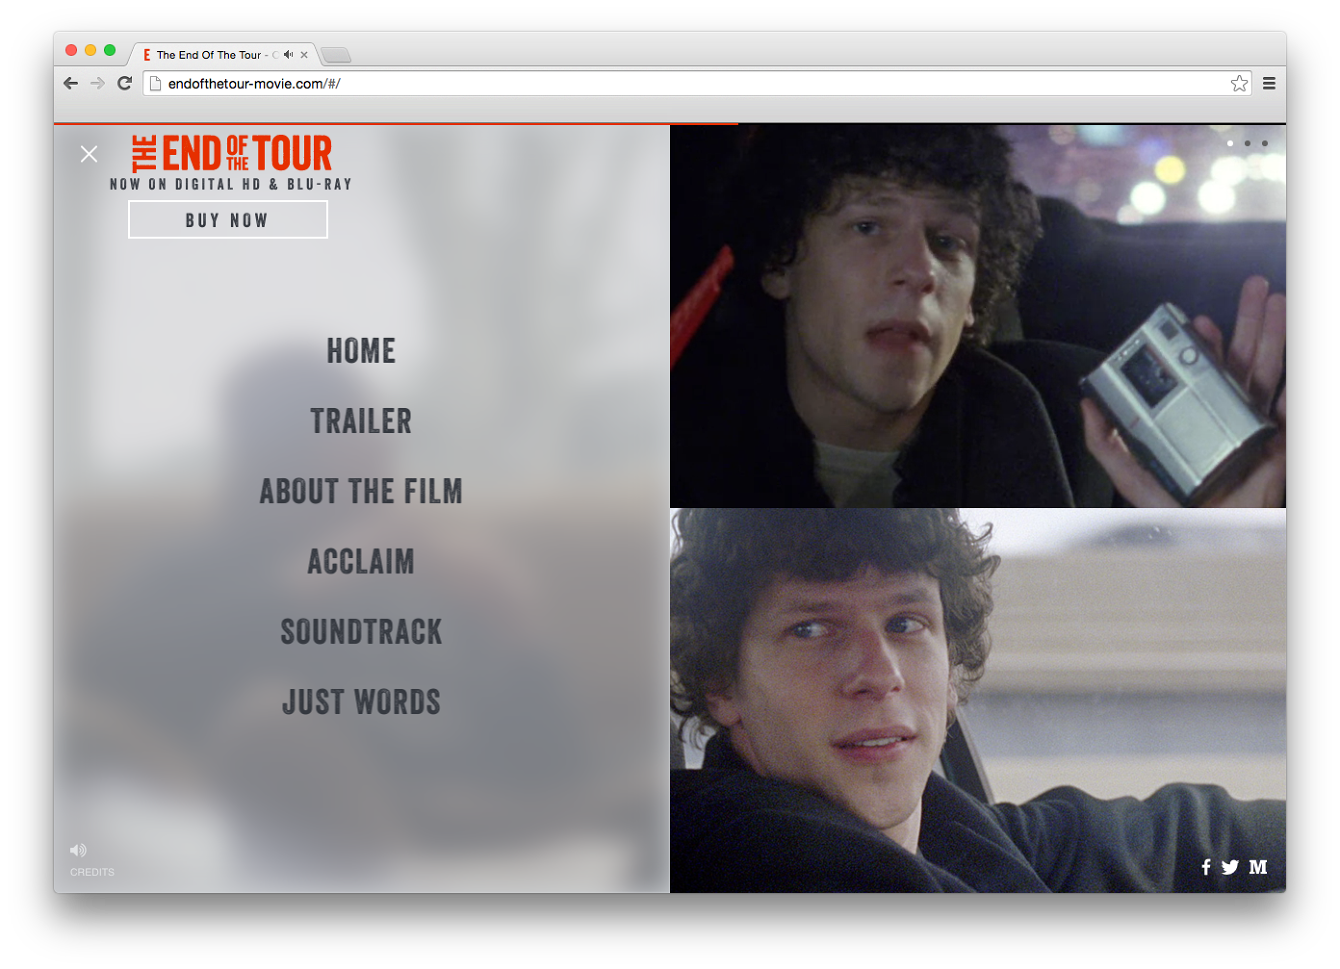 E The End Of The Tour -
endofthetour-movie.com/#/
THE END OF THE TOUR
NOW ON DIGITAL HD & BLU-RAY
BUY NOW
HOME
TRAILER
ABOUT THE FILM
ACCLAIM
SOUNDTRACK
JUST WORDS
CREDITS
f M